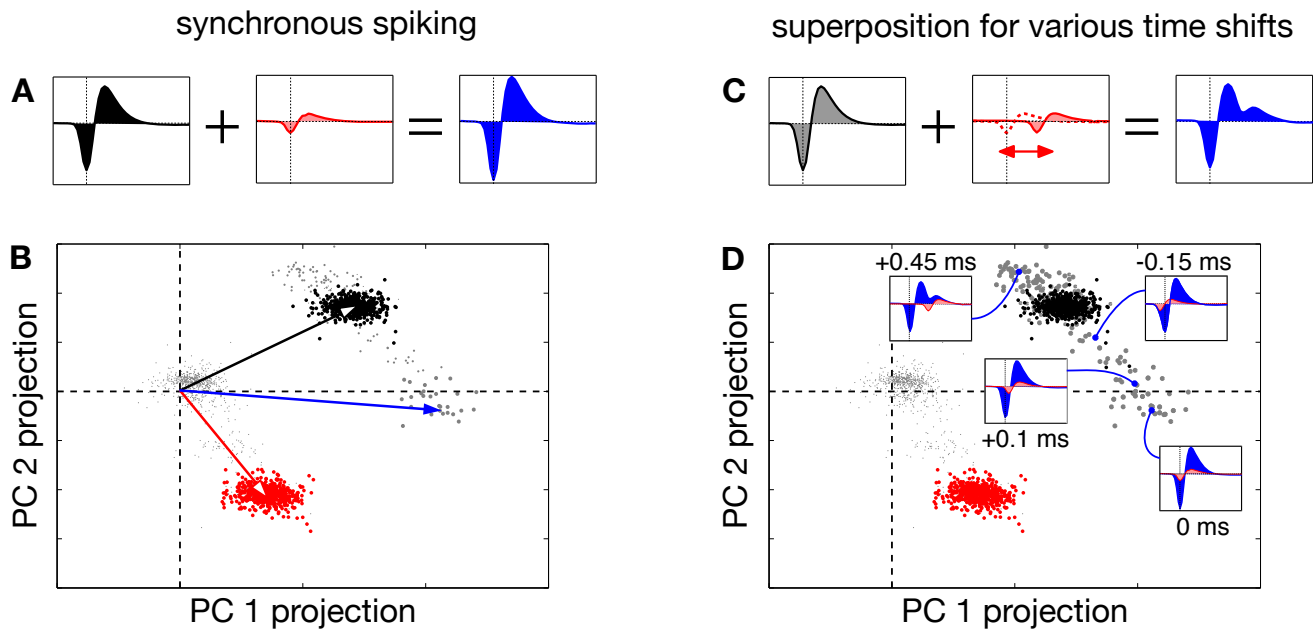 synchronous spiking
superposition for various time shifts
A
+
=
C
+
=
B
PC 2 projection
PC 1 projection
D
PC 2 projection
+0.45 ms
-0.15 ms
+0.1 ms
0 ms
PC 1 projection